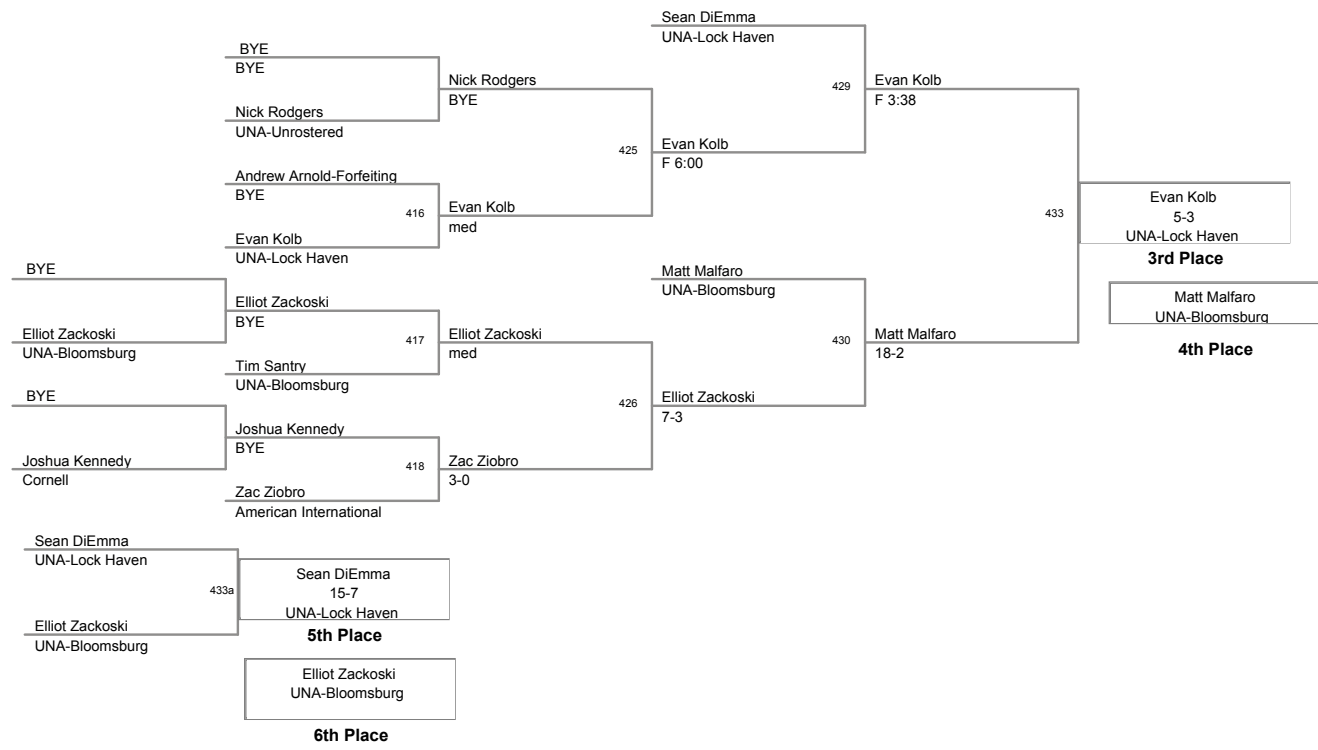 Sean DiEmma
UNA-Lock Haven
BYE
BYE
Nick Rodgers
BYE
429
Evan Kolb
F 3:38
Nick Rodgers
UNA-Unrostered
425
Evan Kolb
F 6:00
Andrew Arnold-Forfeiting
BYE
416
Evan Kolb
med
433
Evan Kolb
5-3
UNA-Lock Haven
3rd Place
Evan Kolb
UNA-Lock Haven
BYE
Matt Malfaro
UNA-Bloomsburg
Matt Malfaro
UNA-Bloomsburg
4th Place
Elliot Zackoski
BYE
Elliot Zackoski
UNA-Bloomsburg
417
Elliot Zackoski
med
430
Matt Malfaro
18-2
Tim Santry
UNA-Bloomsburg
BYE
426
Elliot Zackoski
7-3
Joshua Kennedy
BYE
Joshua Kennedy
Cornell
418
Zac Ziobro
3-0
Zac Ziobro
American International
Sean DiEmma
UNA-Lock Haven
433a
Sean DiEmma
15-7
UNA-Lock Haven
5th Place
Elliot Zackoski
UNA-Bloomsburg
Elliot Zackoski
UNA-Bloomsburg
6th Place